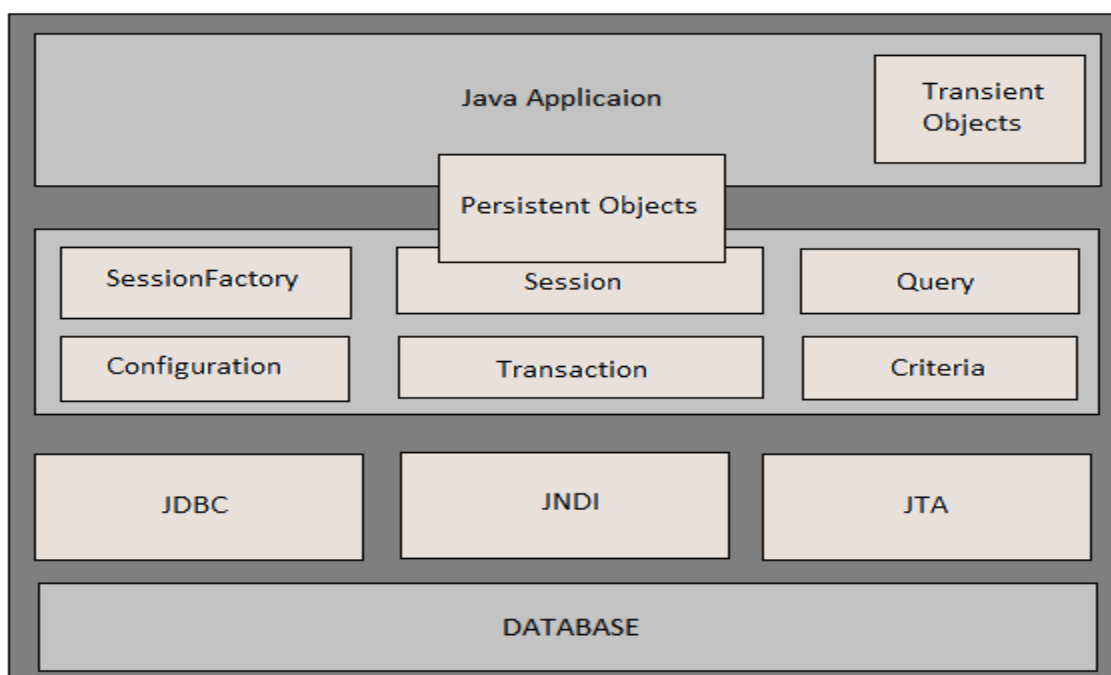 Java Applicaion
Transient
Objects
Persistent Objects
SessionFactory
Session
Query
Configuration
Transaction
Criteria
JDBC
JNDI
JTA
DATABASE